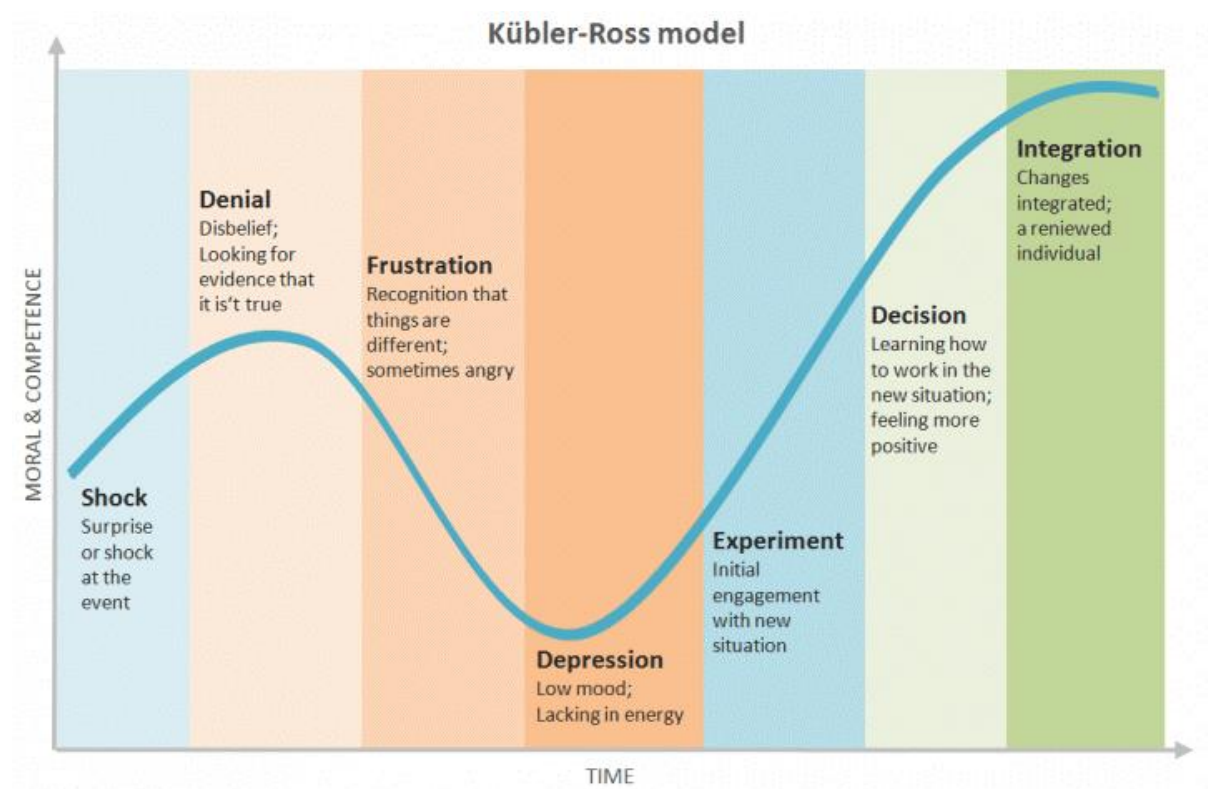 Kübler-Ross model
MORAL & COMPETENCE
Shock
Surprise
or shock
at the
event
Denial
Disbelief;
Looking for
evidence that
it is't true
Frustration
Recognition that
things are
different;
sometimes angry
Depression
Low mood;
Lacking in energy
Experiment
Initial
engagement
with new
situation
Decision
Learning how
to work in the
new situation;
feeling more
positive
Integration
Changes
integrated;
a reniewed
individual
TIME